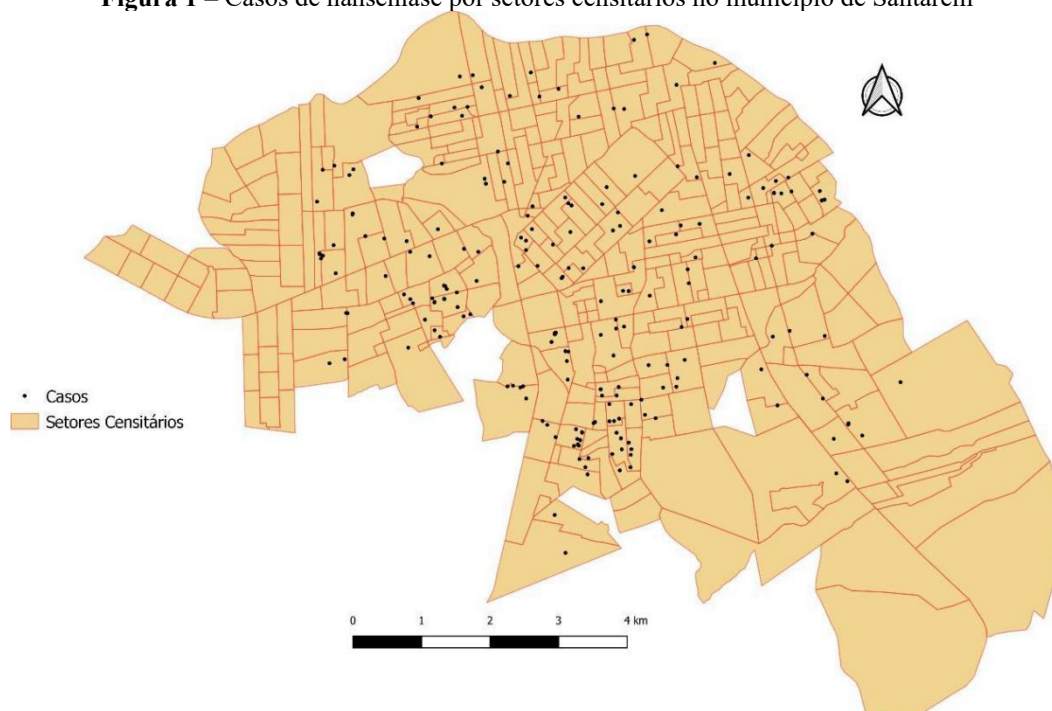 Figura 1 – Casos de hanseníase por setores censitários no município de Santarém
Casos
Setores Censitários
0 1 2 3 4 km